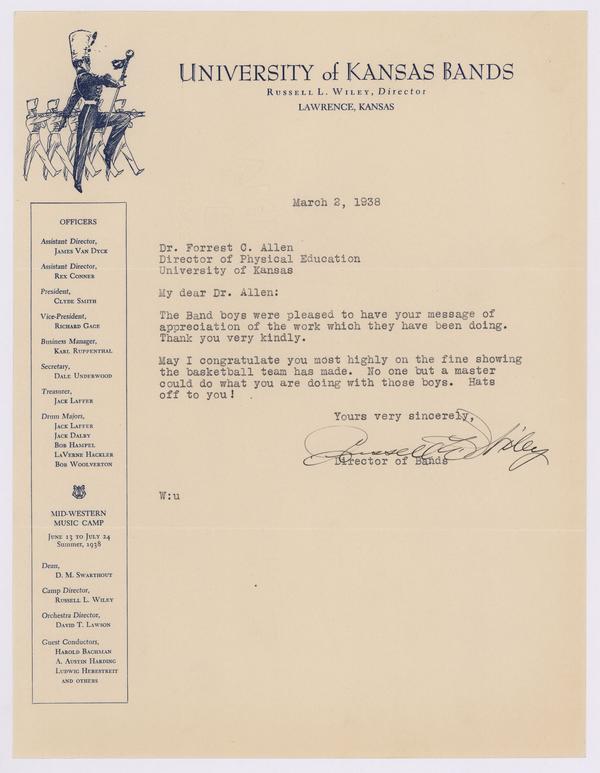 UNIVERSITY of KANSAS BANDS
RUSSELL L. WILEY, Director
LAWRENCE, KANSAS
OFFICERS
Assistant Director,
JAMES VAN DYCK
Assistant Director,
REX CONNER
President,
CLYDE SMITH
Vice-President,
RICHARD GAGE
Business Manager,
KARL RUPPENTHAL
Secretary,
DALE UNDERWOOD
Treasurer,
JACK LAFFER
Drum Majors,
JACK LAFFER
JACK DALBY
BOB HAMPEL
LAVERNE HACKLER
BOB WOOLVERTON
MID-WESTERN
MUSIC CAMP
JUNE 13 TO JULY 24
Summer, 1938
Dean,
D. M. SWARTHOUT
Camp Director,
RUSSELL L. WILEY
Orchestra Director,
DAVID T. LAWSON
Guest Conductors,
HAROLD BACHMAN
A. AUSTIN HARDING
LUDWIG HEBESTREIT
AND OTHERS
March 2, 1938
Dr. Forrest C. Allen
Director of Physical Education
University of Kansas
My dear Dr. Allen:
The Band boys were pleased to have your message of
appreciation of the work which they have been doing.
Thank you very kindly.
May I congratulate you most highly on the fine showing
the basketball team has made. No one but a master
could do what you are doing with those boys. Hats
off to you!
Yours very sincerely,
Russell L. Wiley
Director of Bands
W:u